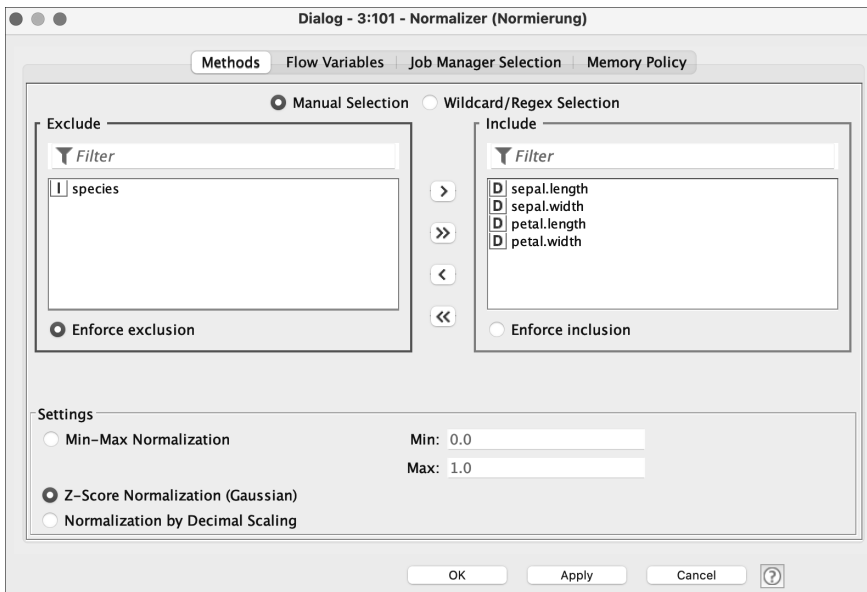 Dialog - 3:101 - Normalizer (Normierung)
Methods Flow Variables Job Manager Selection Memory Policy
Manual Selection Wildcard/Regex Selection
Exclude
Filter
I species
Enforce exclusion
> 
>>
<
<<
Include
Filter
D sepal.length
D sepal.width
D petal.length
D petal.width
Enforce inclusion
Settings
Min-Max Normalization
Min: 0.0
Max: 1.0
Z-Score Normalization (Gaussian)
Normalization by Decimal Scaling
OK Apply Cancel ?